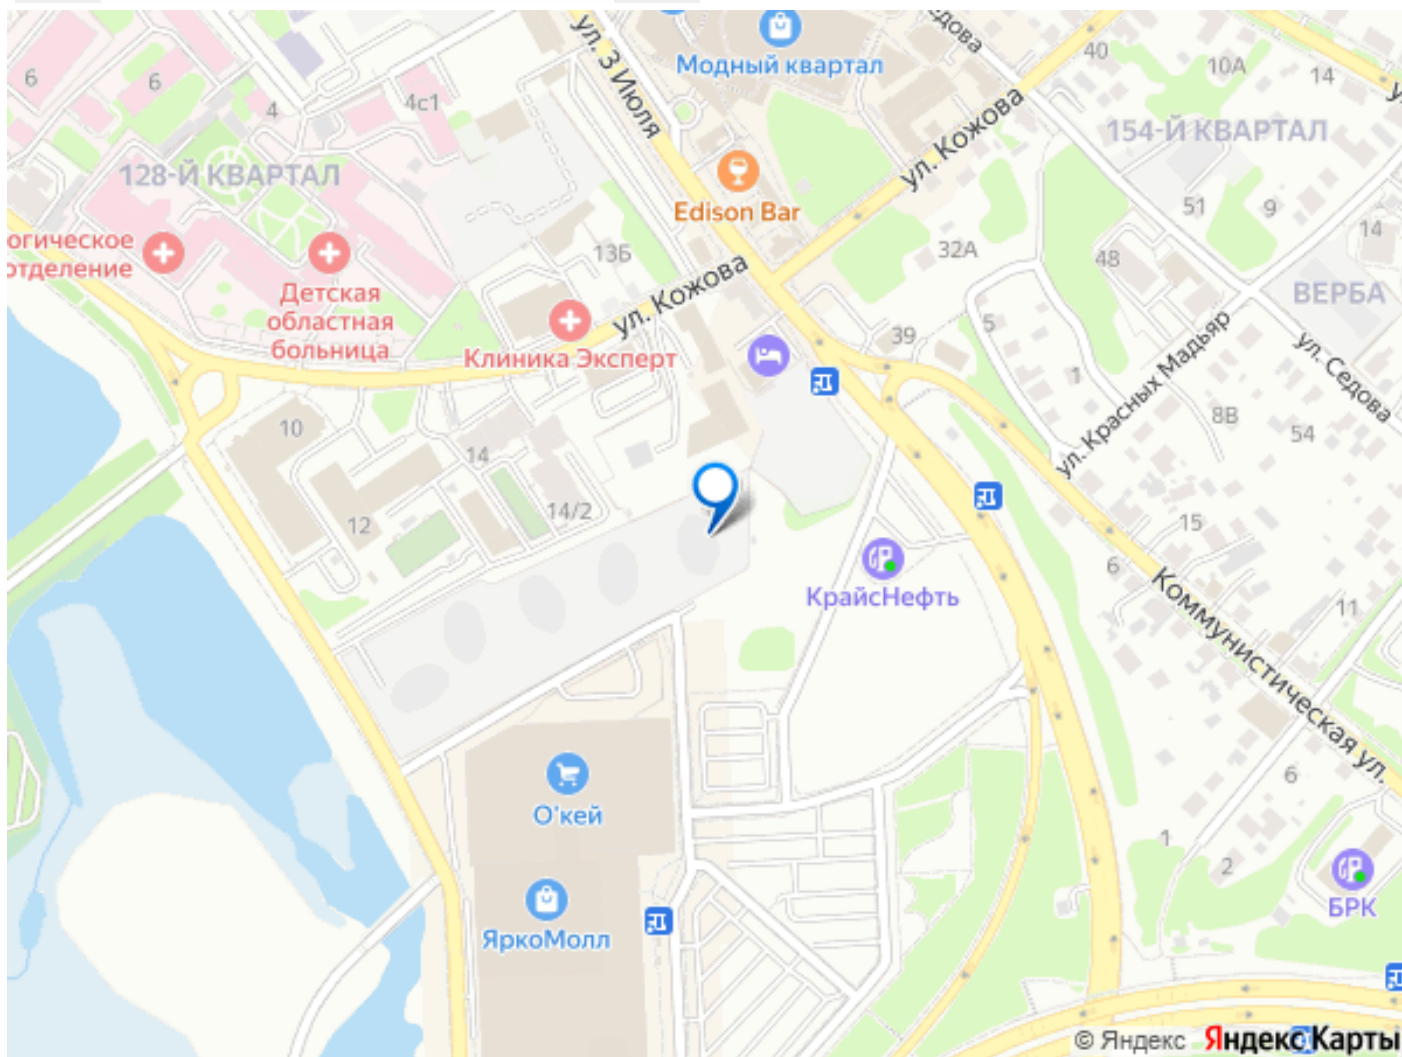 ул. 3 Июля
Модный квартал
Седова
40
10А
14
6
6
4
4с1
ул. Кожова
154-Й КВАРТАЛ
128-Й КВАРТАЛ
Edison Bar
51
9
14
огическое
отделение
13Б
32А
48
ВЕРБА
Детская
областная
больница
ул. Кожова
Клиника Эксперт
39
5
1
ул. Красных Мадьяр
ул. Седова
8В
54
10
14
12
14/2
15
6
11
КрайсНефть
Коммунистическая ул.
О'кей
6
1
2
БРК
ЯркоМолл
© Яндекс Яндекс Карты